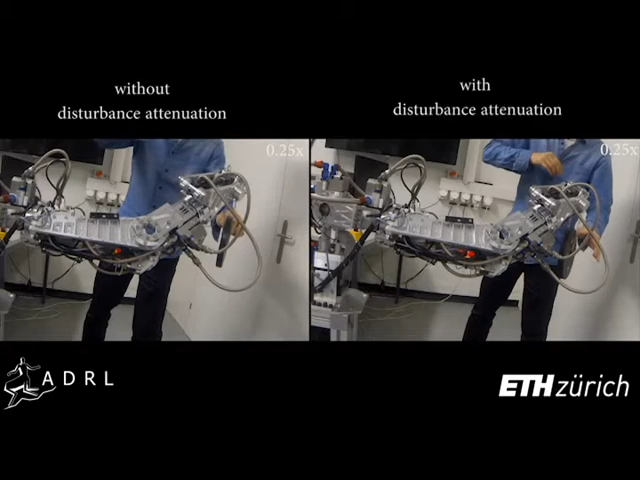 without
disturbance attenuation
with
disturbance attenuation
0.25x
0.25x
ADRL
ETH zürich